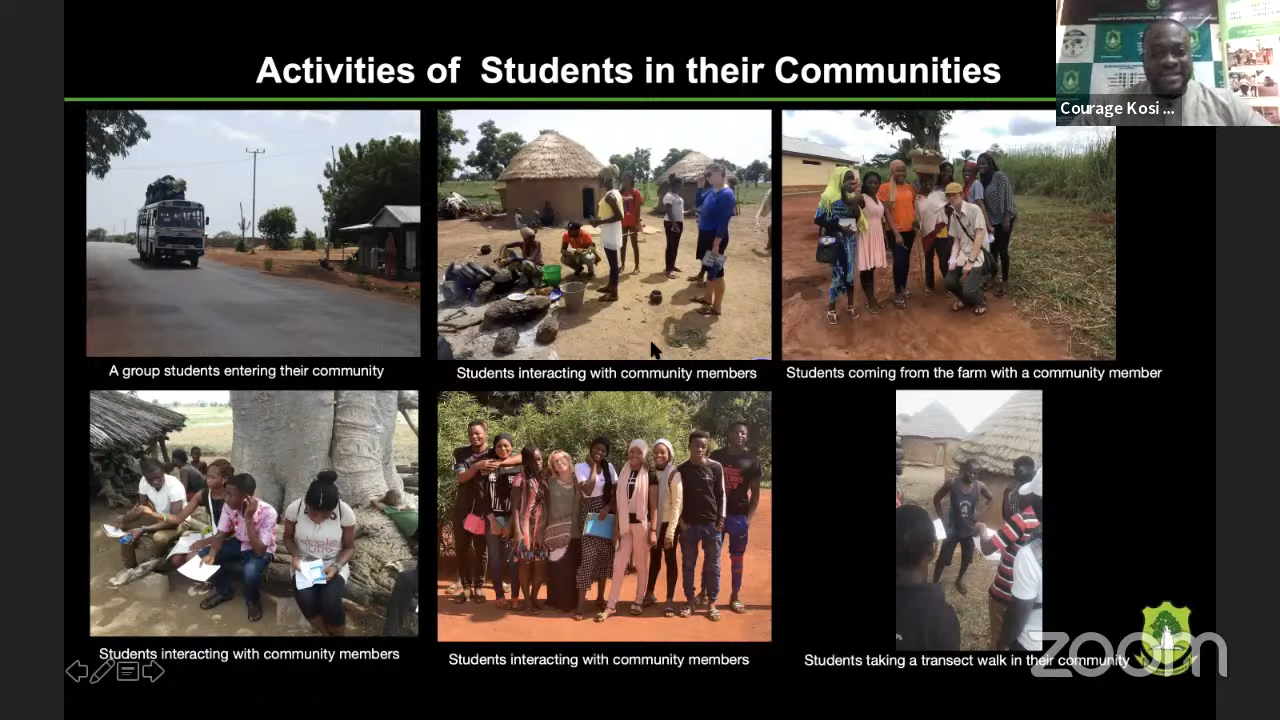 Activities of  Students in their Communities
Courage Kosi ...
A group students entering their community
Students interacting with community members
Students coming from the farm with a community member
Students interacting with community members
Students interacting with community members
Students taking a transect walk in their community
zoom